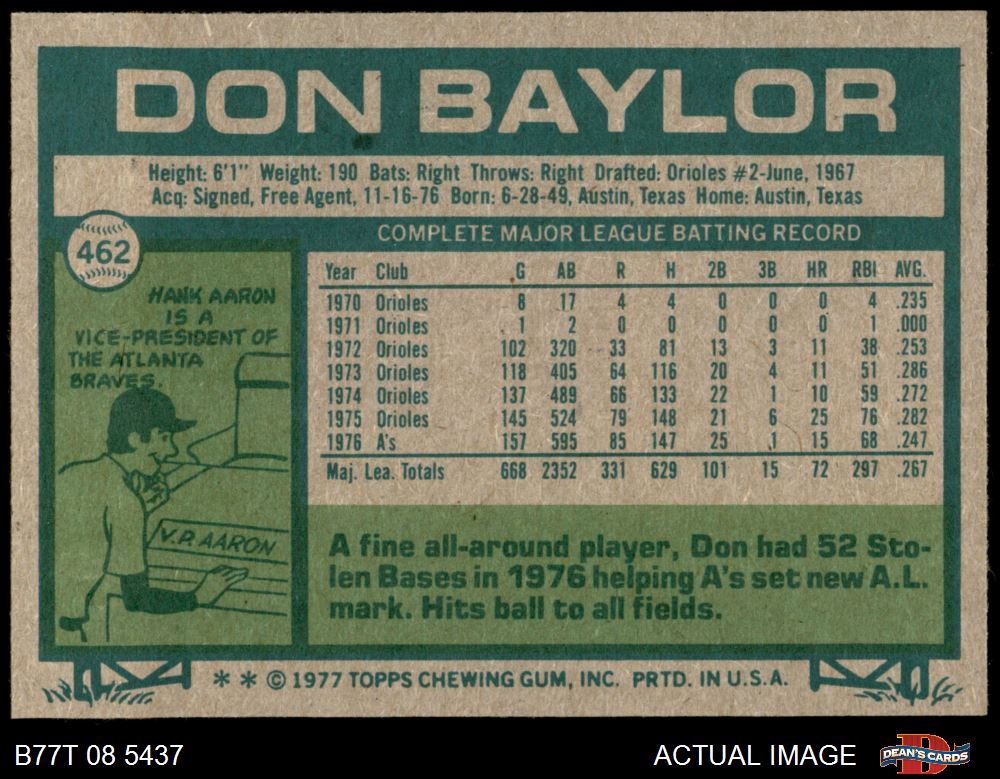 DON BAYLOR
Height: 6'1" Weight: 190 Bats: Right Throws: Right Drafted: Orioles #2-June, 1967
Acq: Signed, Free Agent, 11-16-76 Born: 6-28-49, Austin, Texas Home: Austin, Texas
462
HANK AARON
IS A
VICE-PRESIDENT OF
THE ATLANTA
BRAVES.
V.P. AARON
COMPLETE MAJOR LEAGUE BATTING RECORD
Year Club G AB R H 2B 3B HR RBI AVG.
1970 Orioles 8 17 4 4 0 0 0 4 .235
1971 Orioles 1 2 0 0 0 0 0 1 .000
1972 Orioles 102 320 33 81 13 3 11 38 .253
1973 Orioles 118 405 64 116 20 4 11 51 .286
1974 Orioles 137 489 66 133 22 1 10 59 .272
1975 Orioles 145 524 79 148 21 6 25 76 .282
1976 A's 157 595 85 147 25 1 15 68 .247
Maj. Lea. Totals 668 2352 331 629 101 15 72 297 .267
A fine all-around player, Don had 52 Sto-
len Bases in 1976 helping A's set new A.L.
mark. Hits ball to all fields.
* * © 1977 TOPPS CHEWING GUM, INC. PRTD. IN U.S.A.
B77T 08 5437
ACTUAL IMAGE
DEAN'S CARDS